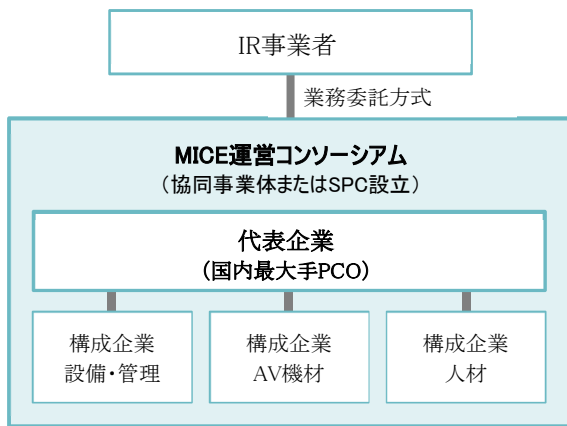 IR事業者
業務委託方式
MICE運営コンソーシアム
（協同事業体またはSPC設立）
代表企業
（国内最大手PCO）
構成企業
設備・管理
構成企業
AV機材
構成企業
人材